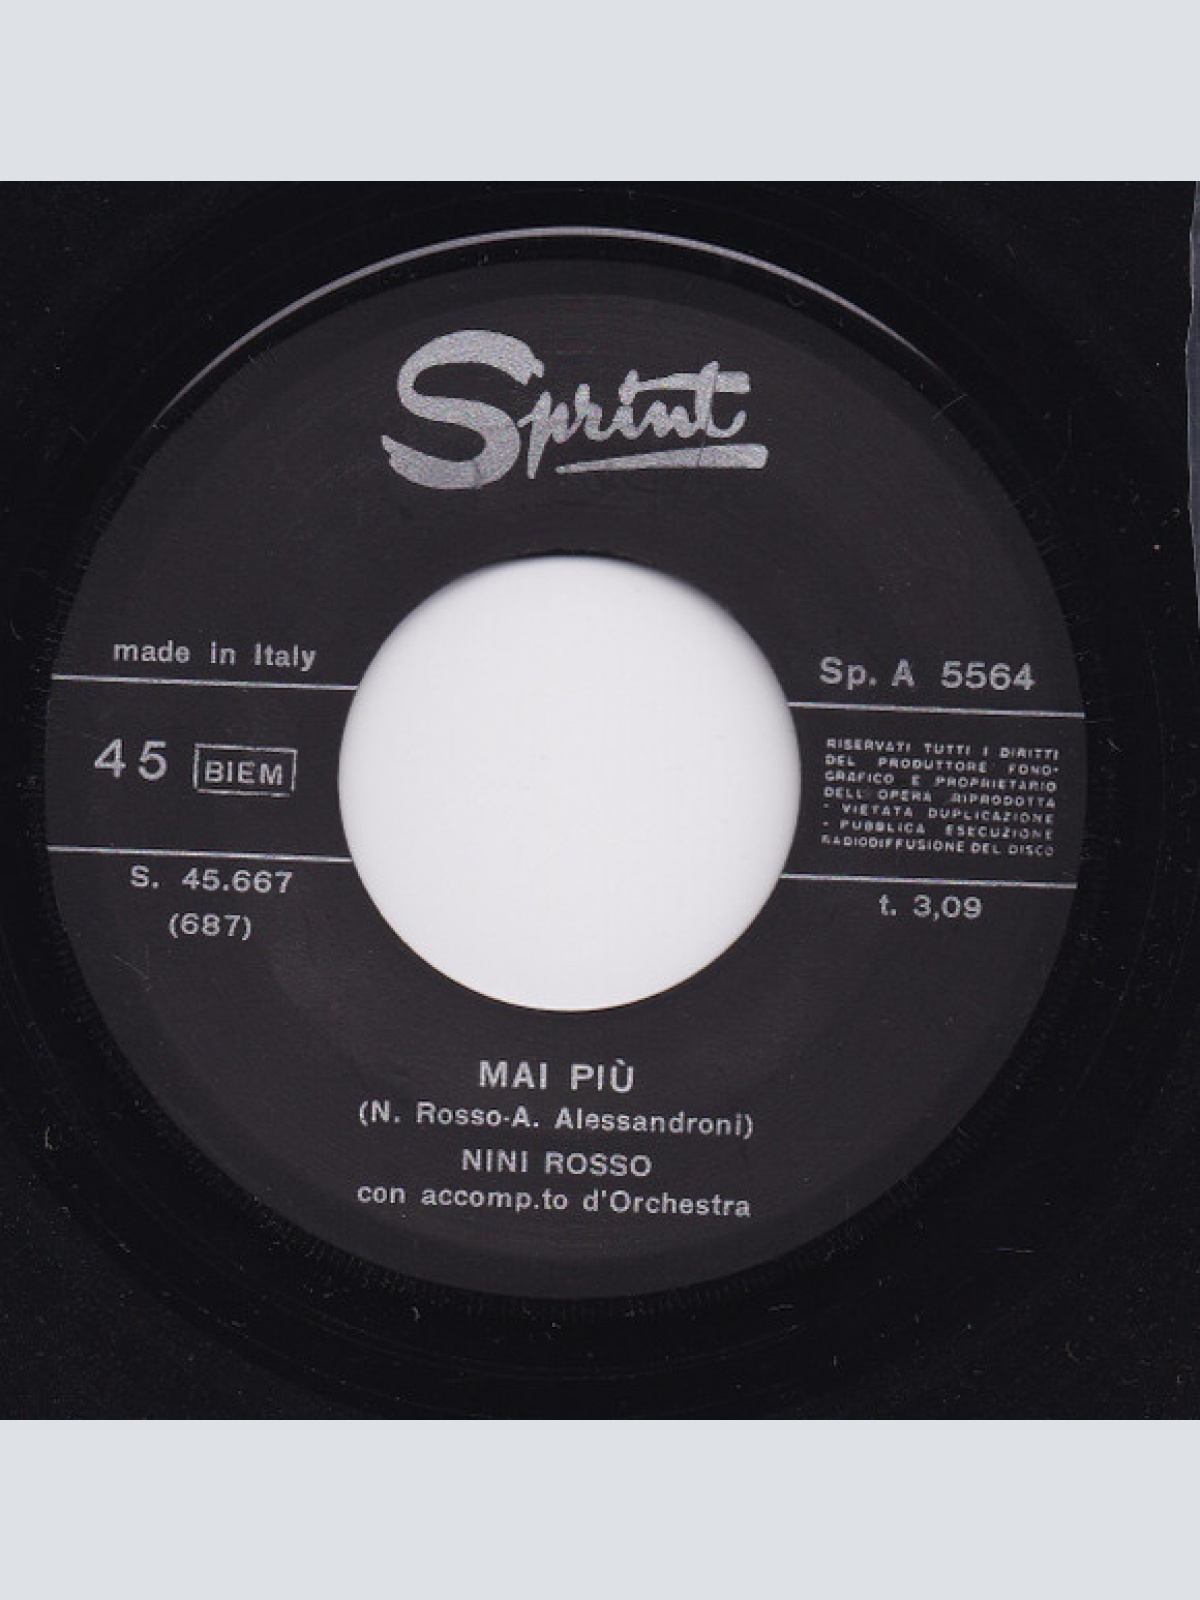 Sprint
made in Italy
45 BIEM
S. 45.667
(687)
Sp. A 5564
RISERVATI TUTTI I DIRITTI
DEL PRODUTTORE FONO-
GRAFICO E PROPRIETARIO
DELL'OPERA RIPRODOTTA
- VIETATA DUPLICAZIONE
- PUBBLICA ESECUZIONE
RADIODIFFUSIONE DEL DISCO
t. 3,09
MAI PIÙ
(N. Rosso-A. Alessandroni)
NINI ROSSO
con accomp.to d'Orchestra